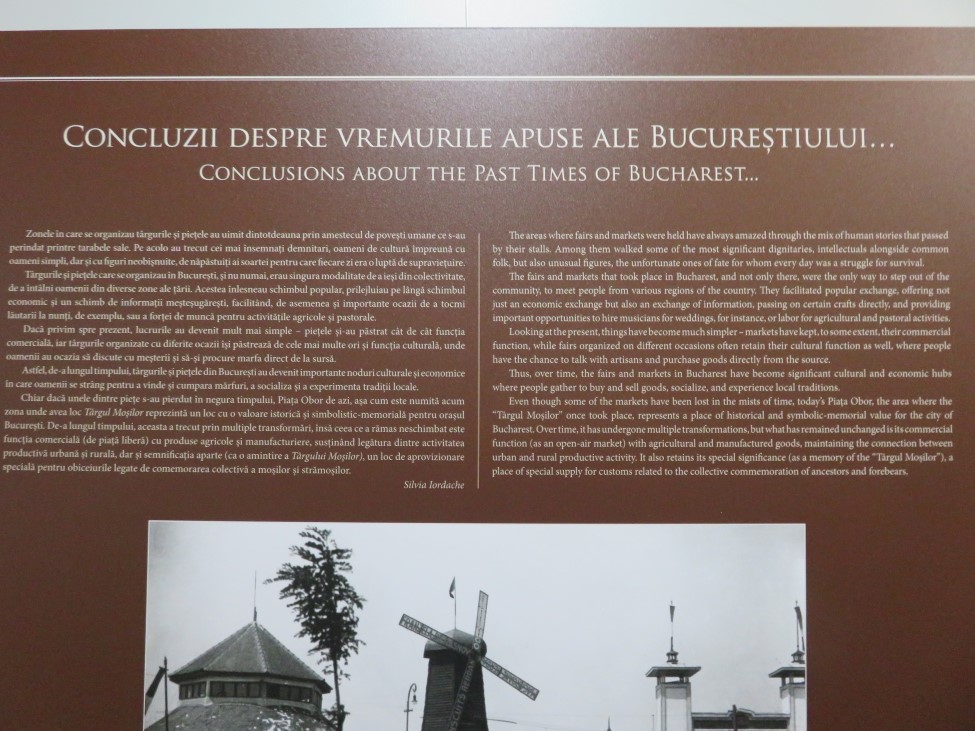 CONCLUZII DESPRE VREMURILE APUSE ALE BUCUREȘTIULUI...
CONCLUSIONS ABOUT THE PAST TIMES OF BUCHAREST...
Zonele în care se organizau târgurile și piețele au uimit dintotdeauna prin amestecul de povești umane ce s-au
perindat printre tarabele sale. Pe acolo au trecut cei mai însemnați demnitari, oameni de cultură împreună cu
oameni simpli, dar și cu figuri neobișnuite, de năpăstuiți ai soartei pentru care fiecare zi era o luptă de supraviețuire.
Târgurile și piețele care se organizau în București, și nu numai, erau singura modalitate de a ieși din colectivitate,
de a întâlni oamenii din diverse zone ale țării. Acestea înlesneau schimbul popular, prilejuiau pe lângă schimbul
economic și un schimb de informații meșteșugărești, facilitând, de asemenea și importante ocazii de a tocmi
lăutarii la nunți, de exemplu, sau a forței de muncă pentru activitățile agricole și pastorale.
Dacă privim spre prezent, lucrurile au devenit mult mai simple – piețele și-au păstrat cât de cât funcția
comercială, iar târgurile organizate cu diferite ocazii își păstrează de cele mai multe ori și funcția culturală, unde
oamenii au ocazia să discute cu meșterii și să-și procure marfa direct de la sursă.
Astfel, de-a lungul timpului, târgurile și piețele din București au devenit importante noduri culturale și economice
în care oamenii se strâng pentru a vinde și cumpara mărfuri, a socializa și a experimenta tradiții locale.
Chiar dacă unele dintre piețe s-au pierdut în negura timpului, Piața Obor de azi, așa cum este numită acum
zona unde avea loc Târgul Moșilor reprezintă un loc cu o valoare istorică și simbolistic-memorială pentru orașul
București. De-a lungul timpului, aceasta a trecut prin multiple transformări, însă ceea ce a rămas neschimbat este
funcția comercială (de piață liberă) cu produse agricole și manufacturiere, susținând legătura dintre activitatea
productivă urbană și rurală, dar și semnificația aparte (ca o amintire a Târgului Moșilor), un loc de aprovizionare
specială pentru obiceiurile legate de comemorarea colectivă a moșilor și strămoșilor.
Silvia Iordache
The areas where fairs and markets were held have always amazed through the mix of human stories that passed
by their stalls. Among them walked some of the most significant dignitaries, intellectuals alongside common
folk, but also unusual figures, the unfortunate ones of fate for whom every day was a struggle for survival.
The fairs and markets that took place in Bucharest, and not only there, were the only way to step out of the
community, to meet people from various regions of the country. They facilitated popular exchange, offering not
just an economic exchange but also an exchange of information, passing on certain crafts directly, and providing
important opportunities to hire musicians for weddings, for instance, or labor for agricultural and pastoral activities.
Looking at the present, things have become much simpler – markets have kept, to some extent, their commercial
function, while fairs organized on different occasions often retain their cultural function as well, where people
have the chance to talk with artisans and purchase goods directly from the source.
Thus, over time, the fairs and markets in Bucharest have become significant cultural and economic hubs
where people gather to buy and sell goods, socialize, and experience local traditions.
Even though some of the markets have been lost in the mists of time, today's Piața Obor, the area where the
“Târgul Moșilor” once took place, represents a place of historical and symbolic-memorial value for the city of
Bucharest. Over time, it has undergone multiple transformations, but what has remained unchanged is its commercial
function (as an open-air market) with agricultural and manufactured goods, maintaining the connection between
urban and rural productive activity. It also retains its special significance (as a memory of the “Târgul Moșilor”), a
place of special supply for customs related to the collective commemoration of ancestors and forebears.